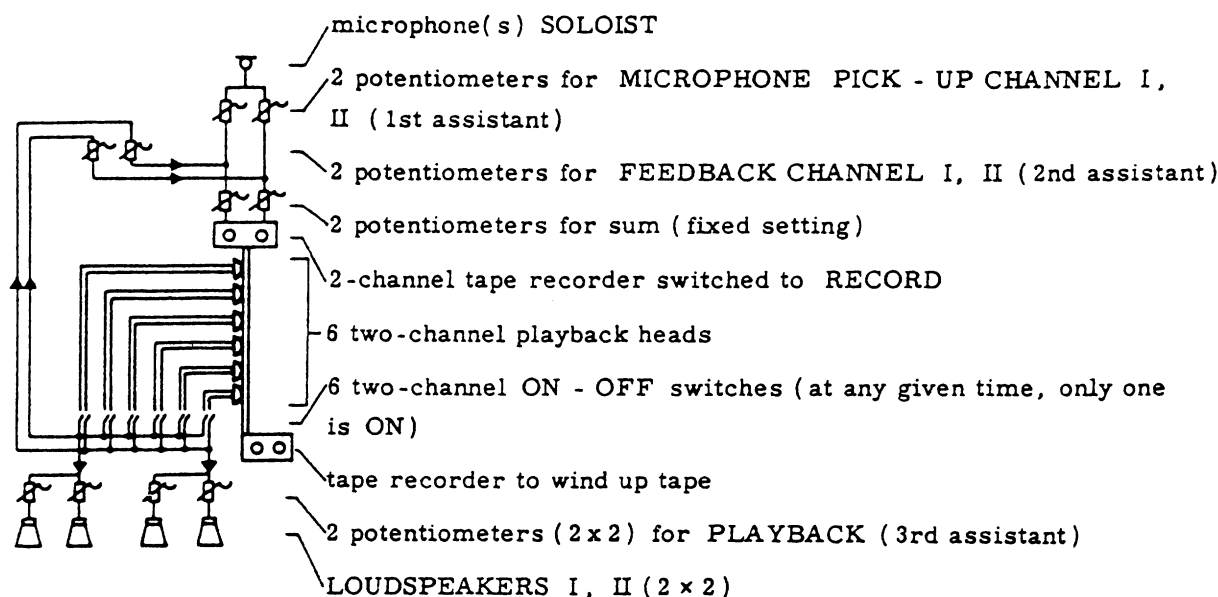 microphone(s) SOLOIST
2 potentiometers for MICROPHONE PICK - UP CHANNEL I,
II (1st assistant)
2 potentiometers for FEEDBACK CHANNEL I, II (2nd assistant)
2 potentiometers for sum (fixed setting)
2-channel tape recorder switched to RECORD
6 two-channel playback heads
6 two-channel ON - OFF switches (at any given time, only one
is ON)
tape recorder to wind up tape
2 potentiometers (2x2) for PLAYBACK (3rd assistant)
LOUDSPEAKERS I, II (2 × 2)